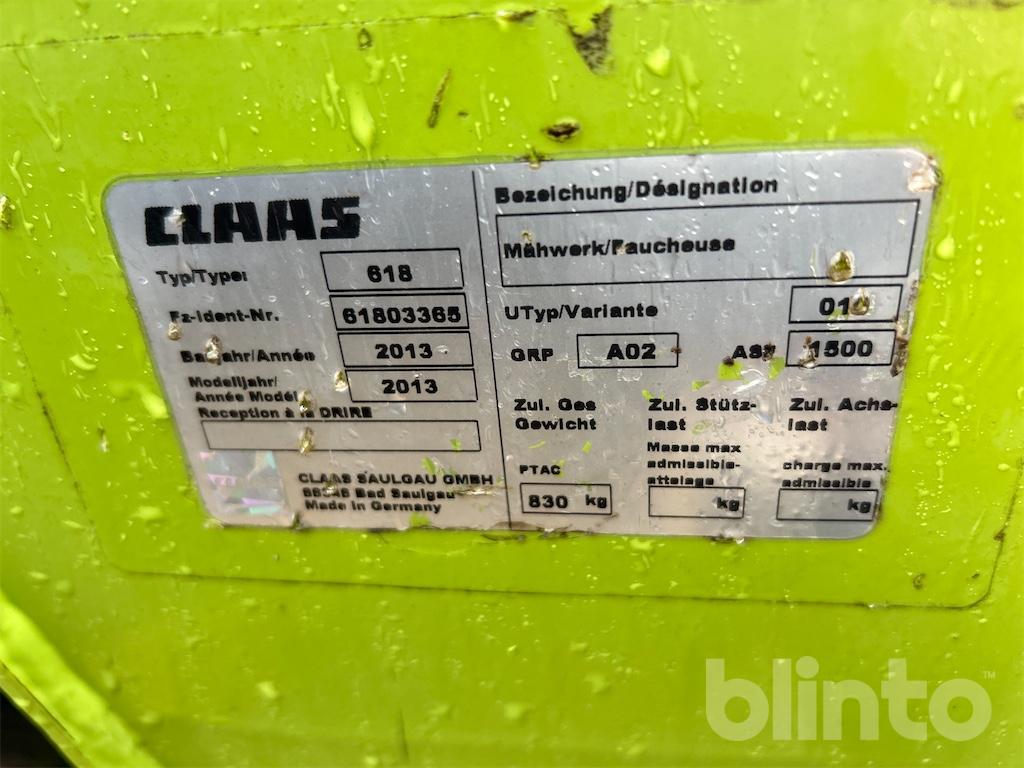 CLAAS
Typ/Type: 618
Fz-Ident-Nr. 61803365
Baujahr/Année 2013
Modelljahr/
Année Model 2013
Reception à la DRIRE
CLAAS SAULGAU GMBH
Bad Saulgau
Made in Germany
Bezeichung/Désignation
Mähwerk/Faucheuse
UTyp/Variante
GRP A02 1500
Zul. Ges
Gewicht
PTAC
830 kg
Zul. Stütz-
last
Masse max
admissible-
attelage
kg
Zul. Achs-
last
charge max.
admissible
kg
blinto™